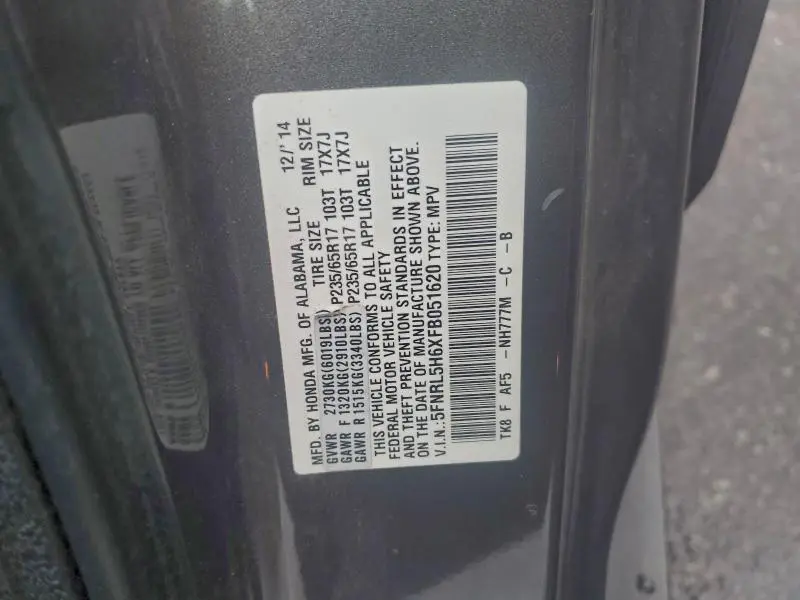 MFD. BY HONDA MFG. OF ALABAMA, LLC 12/'14
TIRE SIZE RIM SIZE
GVWR 2730KG(6019LBS)
GAWR F 1320KG(2910LBS) P235/65R17 103T 17X7J
GAWR R 1515KG(3340LBS) P235/65R17 103T 17X7J
THIS VEHICLE CONFORMS TO ALL APPLICABLE
FEDERAL MOTOR VEHICLE SAFETY
AND THEFT PREVENTION STANDARDS IN EFFECT
ON THE DATE OF MANUFACTURE SHOWN ABOVE.
V.I.N.: 5FNRL5H6XFB051620 TYPE: MPV
TK8 F AF5 -NH777M -C -B